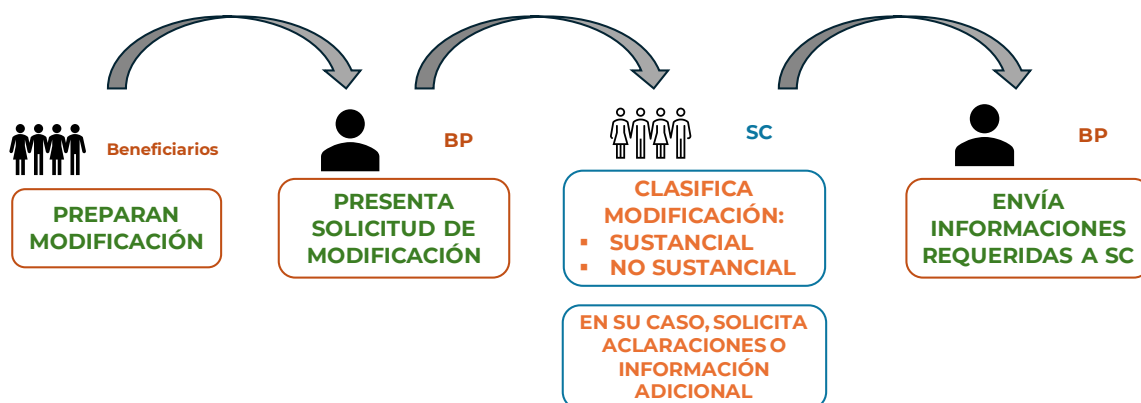 Beneficiarios
PREPARAN
MODIFICACIÓN
BP
PRESENTA
SOLICITUD DE
MODIFICACIÓN
SC
CLASIFICA
MODIFICACIÓN:
▪ SUSTANCIAL
▪ NO SUSTANCIAL
EN SU CASO, SOLICITA
ACLARACIONES O
INFORMACIÓN
ADICIONAL
BP
ENVÍA
INFORMACIONES
REQUERIDAS A SC